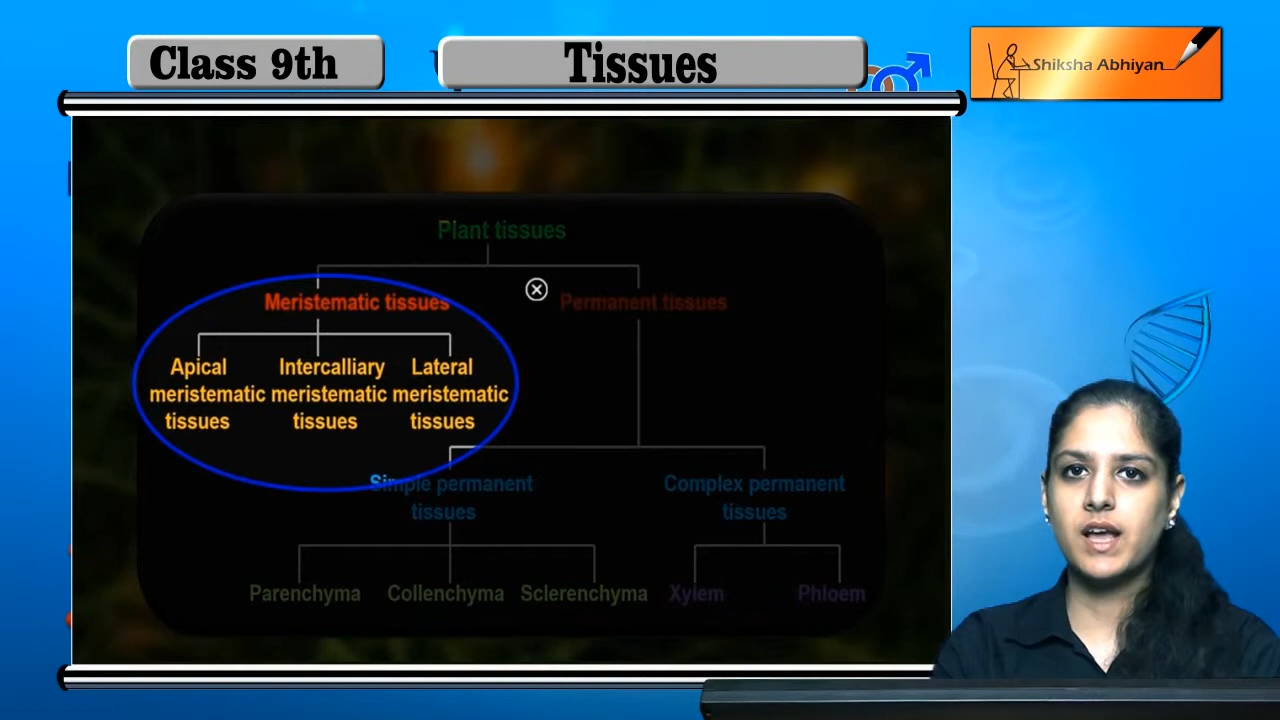 Class 9th
Tissues
Shiksha Abhiyan
Plant tissues
Meristematic tissues
Permanent tissues
Apical meristematic tissues
Intercalliary meristematic tissues
Lateral meristematic tissues
Simple permanent tissues
Complex permanent tissues
Parenchyma
Collenchyma
Sclerenchyma
Xylem
Phloem